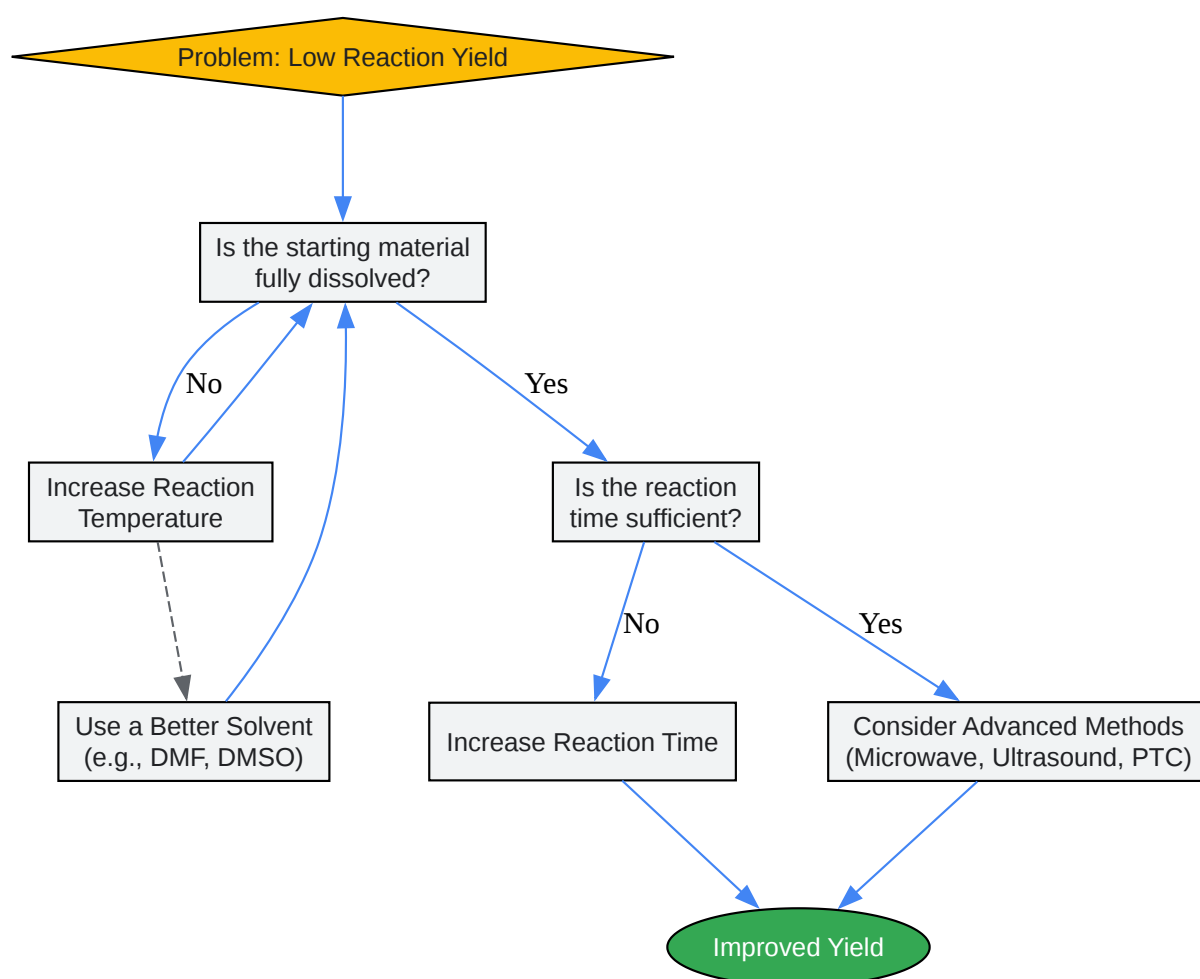 Problem: Low Reaction Yield
Is the starting material
fully dissolved?
No
Yes
Increase Reaction
Temperature
Is the reaction
time sufficient?
No
Yes
Use a Better Solvent
(e.g., DMF, DMSO)
Increase Reaction Time
Consider Advanced Methods
(Microwave, Ultrasound, PTC)
Improved Yield